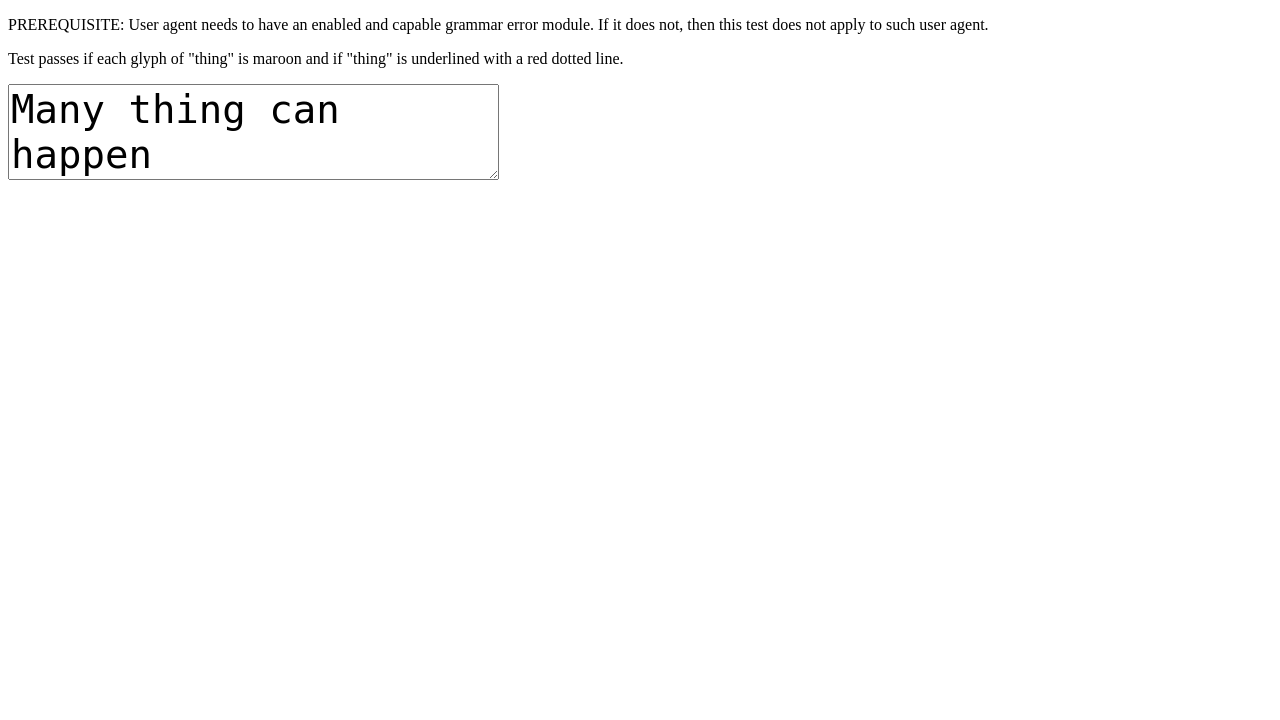 PREREQUISITE: User agent needs to have an enabled and capable grammar error module. If it does not, then this test does not apply to such user agent.
Test passes if each glyph of "thing" is maroon and if "thing" is underlined with a red dotted line.
Many thing can
happen